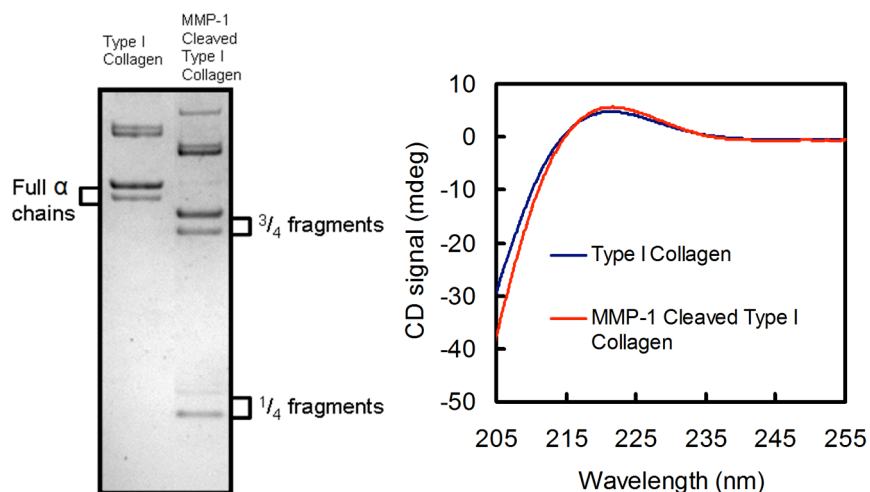 Type I
Collagen
MMP-1
Cleaved
Type I
Collagen
Full α
chains
3/4 fragments
1/4 fragments
10
0
-10
-20
-30
-40
-50
CD signal (mdeg)
Type I Collagen
MMP-1 Cleaved Type I
Collagen
205 215 225 235 245 255
Wavelength (nm)